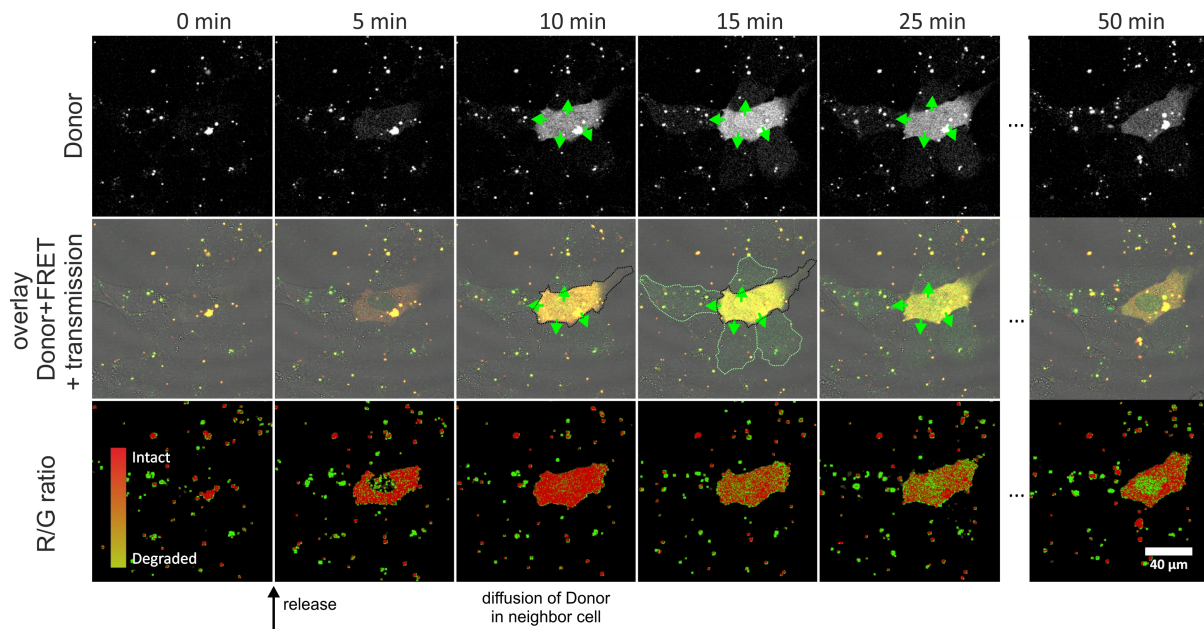 0 min
5 min
10 min
15 min
25 min
50 min
Donor
...
overlay
Donor+FRET
+ transmission
...
R/G ratio
Intact
Degraded
...
40 µm
release
diffusion of Donor
in neighbor cell